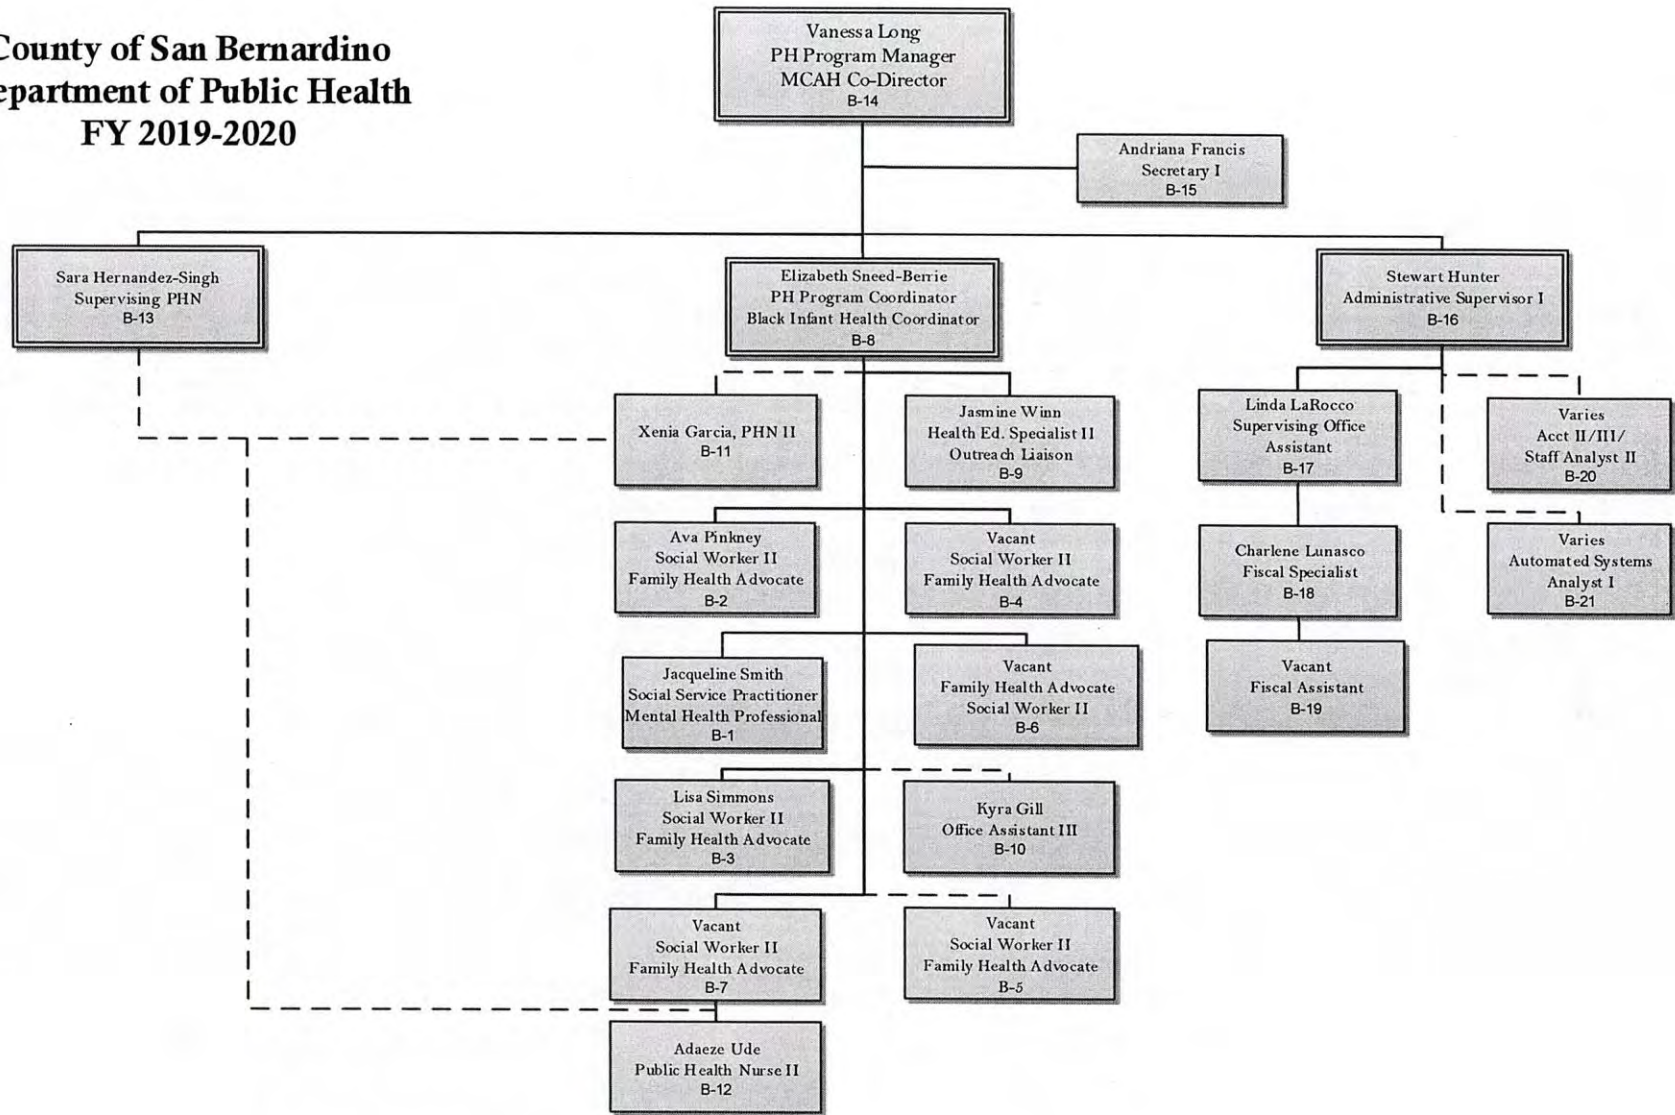 County of San Bernardino
Department of Public Health
FY 2019-2020
Vanessa Long
PH Program Manager
MCAH Co-Director
B-14
Andriana Francis
Secretary I
B-15
Sara Hernandez-Singh
Supervising PHN
B-13
Elizabeth Sneed-Berrie
PH Program Coordinator
Black Infant Health Coordinator
B-8
Stewart Hunter
Administrative Supervisor I
B-16
Xenia Garcia, PHN II
B-11
Jasmine Winn
Health Ed. Specialist II
Outreach Liaison
B-9
Linda LaRocco
Supervising Office
Assistant
B-17
Varies
Acct II/III/
Staff Analyst II
B-20
Ava Pinkney
Social Worker II
Family Health Advocate
B-2
Vacant
Social Worker II
Family Health Advocate
B-4
Charlene Lunasco
Fiscal Specialist
B-18
Varies
Automated Systems
Analyst I
B-21
Jacqueline Smith
Social Service Practitioner
Mental Health Professional
B-1
Vacant
Family Health Advocate
Social Worker II
B-6
Vacant
Fiscal Assistant
B-19
Lisa Simmons
Social Worker II
Family Health Advocate
B-3
Kyra Gill
Office Assistant III
B-10
Vacant
Social Worker II
Family Health Advocate
B-7
Vacant
Social Worker II
Family Health Advocate
B-5
Adaeze Ude
Public Health Nurse II
B-12